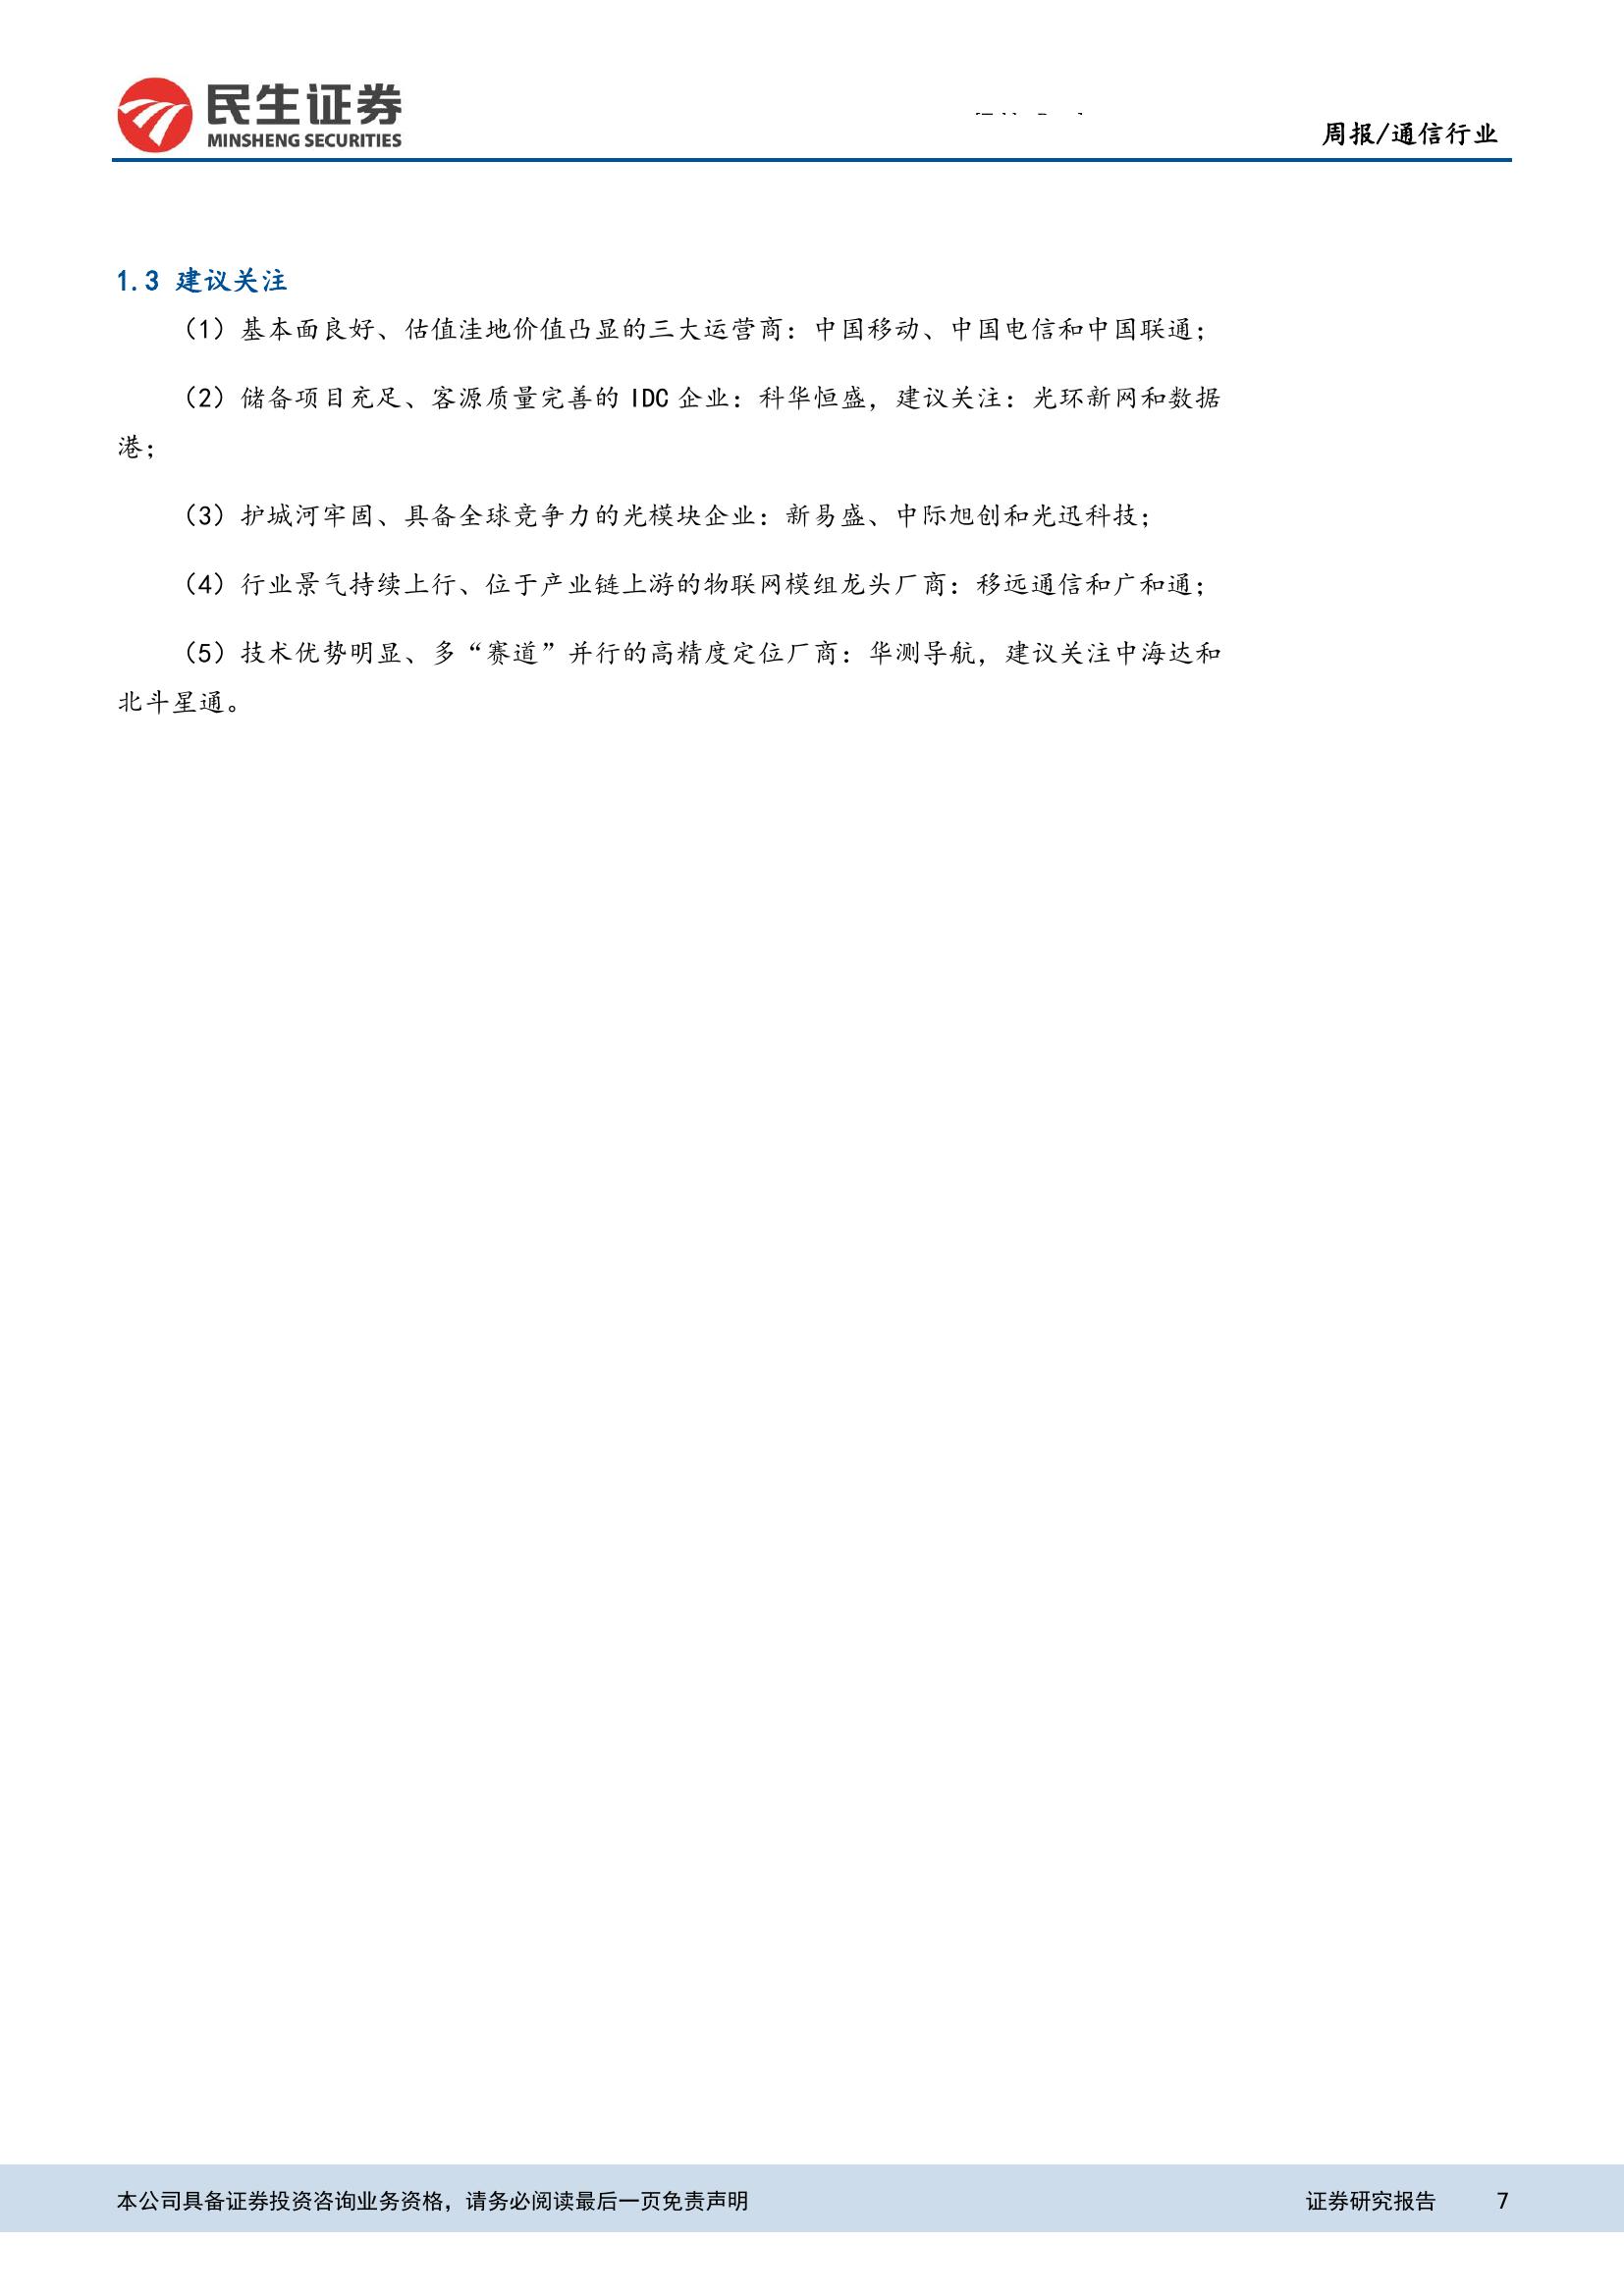 民生证券
MINSHENG SECURITIES
周报/通信行业
1.3 建议关注
（1）基本面良好、估值洼地价值凸显的三大运营商：中国移动、中国电信和中国联通；
（2）储备项目充足、客源质量完善的 IDC 企业：科华恒盛，建议关注：光环新网和数据
港；
（3）护城河牢固、具备全球竞争力的光模块企业：新易盛、中际旭创和光迅科技；
（4）行业景气持续上行、位于产业链上游的物联网模组龙头厂商：移远通信和广和通；
（5）技术优势明显、多“赛道”并行的高精度定位厂商：华测导航，建议关注中海达和
北斗星通。
本公司具备证券投资咨询业务资格，请务必阅读最后一页免责声明
证券研究报告 7